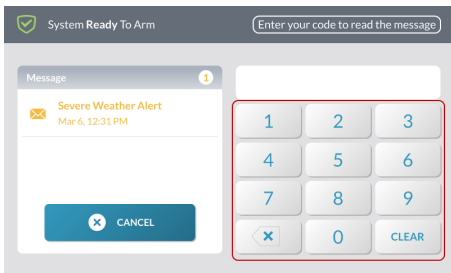 System Ready To Arm
Enter your code to read the message
Message 1
Severe Weather Alert
Mar 6, 12:31 PM
CANCEL
1 2 3
4 5 6
7 8 9
0 CLEAR